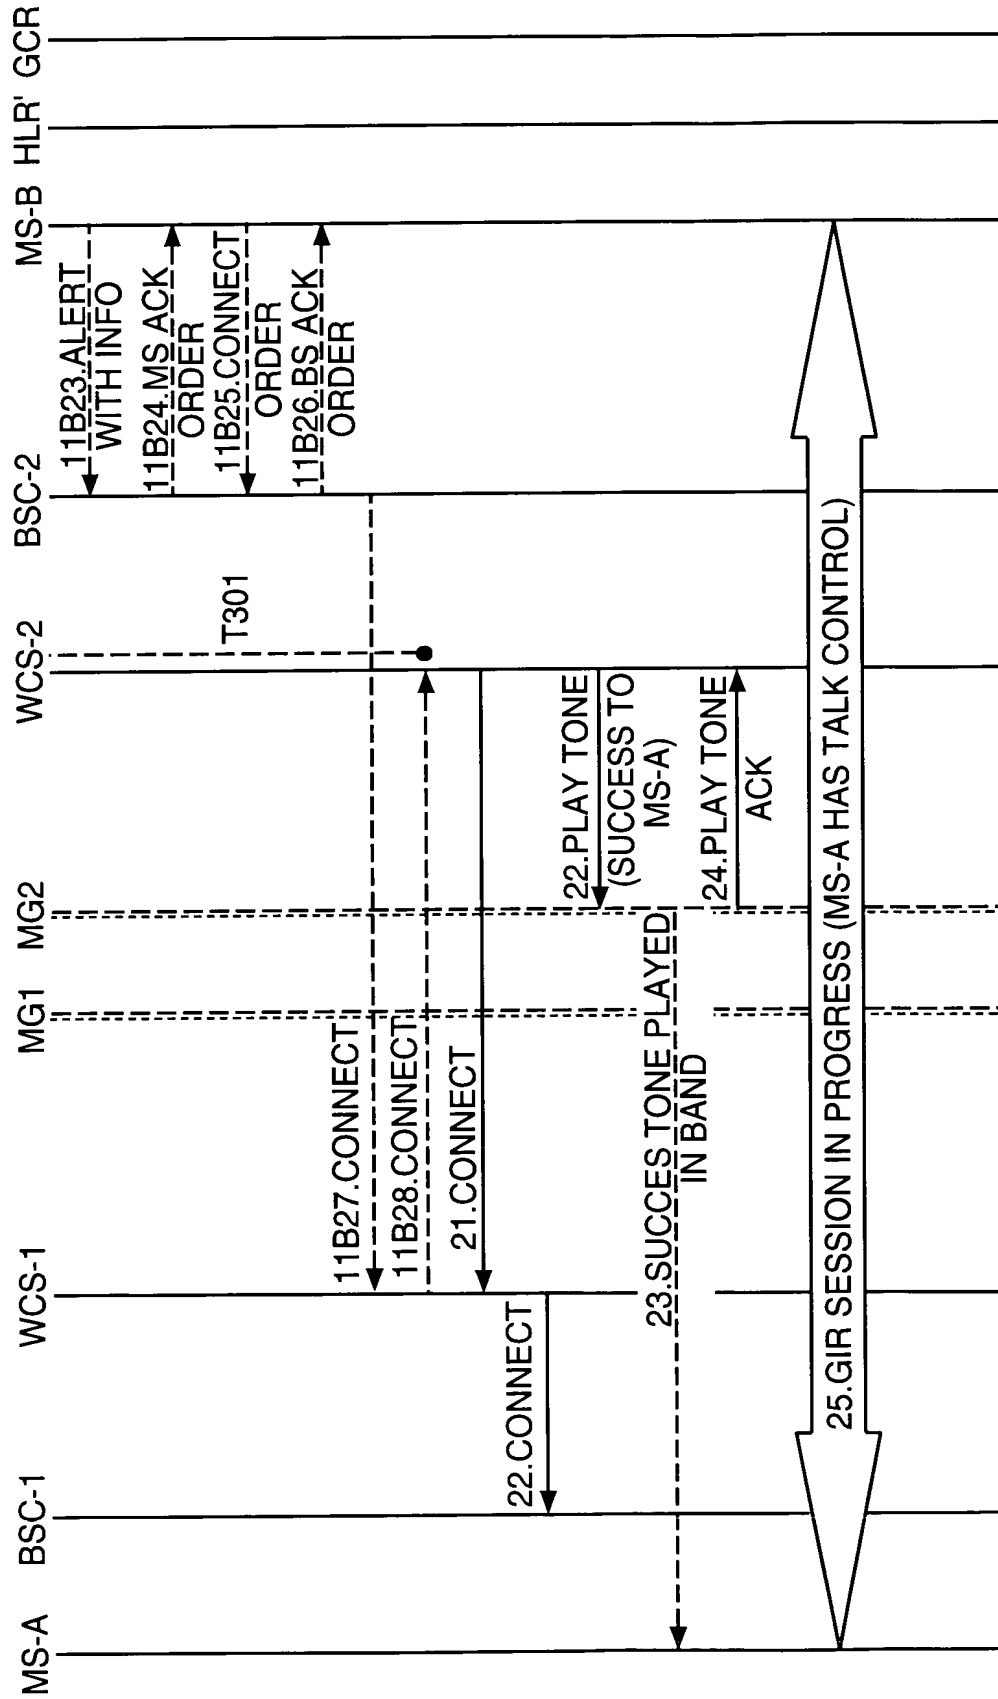 MS-A
BSC-1
WCS-1
MG1
MG2
WCS-2
BSC-2
MS-B
HLR'
GCR
11B23.ALERT
WITH INFO
11B24.MS ACK
ORDER
T301
11B25.CONNECT
ORDER
11B26.BS ACK
ORDER
11B27.CONNECT
11B28.CONNECT
21.CONNECT
22.CONNECT
22.PLAY TONE
(SUCCESS TO
MS-A)
23.SUCCES TONE PLAYED
IN BAND
24.PLAY TONE
ACK
25.GIR SESSION IN PROGRESS (MS-A HAS TALK CONTROL)